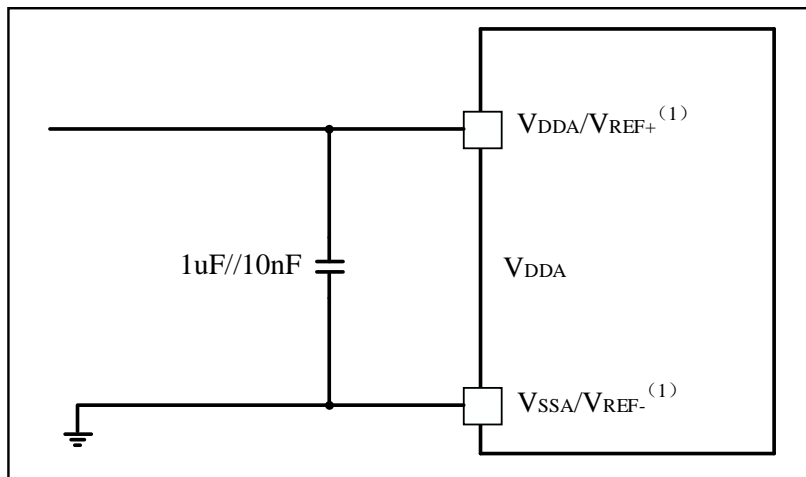 VDDA/VREF+（1）
1uF//10nF
VDDA
VSSA/VREF-（1）